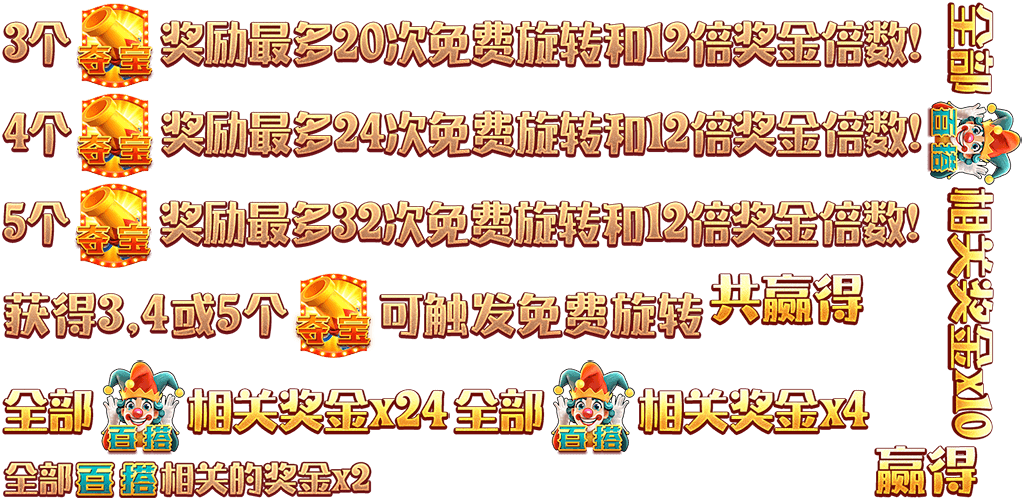 3个夺宝奖励最多20次免费旋转和12倍奖金倍数!
4个夺宝奖励最多24次免费旋转和12倍奖金倍数!
5个夺宝奖励最多32次免费旋转和12倍奖金倍数!
获得3,4或5个夺宝可触发免费旋转
共赢得
全部百搭相关奖金x24
全部百搭相关奖金x4
全部百搭相关的奖金x2
全部百搭相关奖金x10
赢得